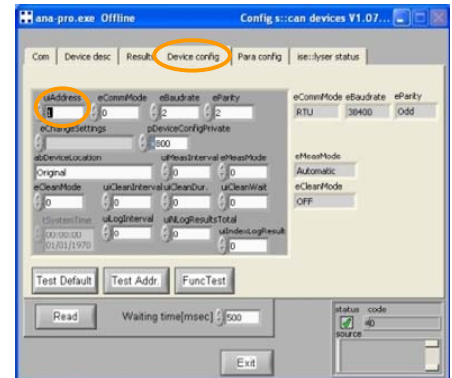 ana-pro.exe Offline Config s::can devices V1.07...
Com Device desc Result Device config Para config ise::lyser status
uiAddress eCommMode eBaudrate eParity
1 0 2 2
eChangeSettings pDeviceConfigPrivate
800
abDeviceLocation uiMeasInterval eMeasMode
Original 0 0
eCleanMode uiCleanInterval uiCleanDur. uiCleanWait
0 0 0 0
tSystemTime uiLogInterval uiNLogResultsTotal
00:00:00 0 0 uiIndexLogResult
01/01/1970 0
eCommMode eBaudrate eParity
RTU 38400 Odd
eMeasMode
Automatic
eCleanMode
OFF
Test Default Test Addr. FuncTest
Read Waiting time[msec] 500
status code
0
source
Exit